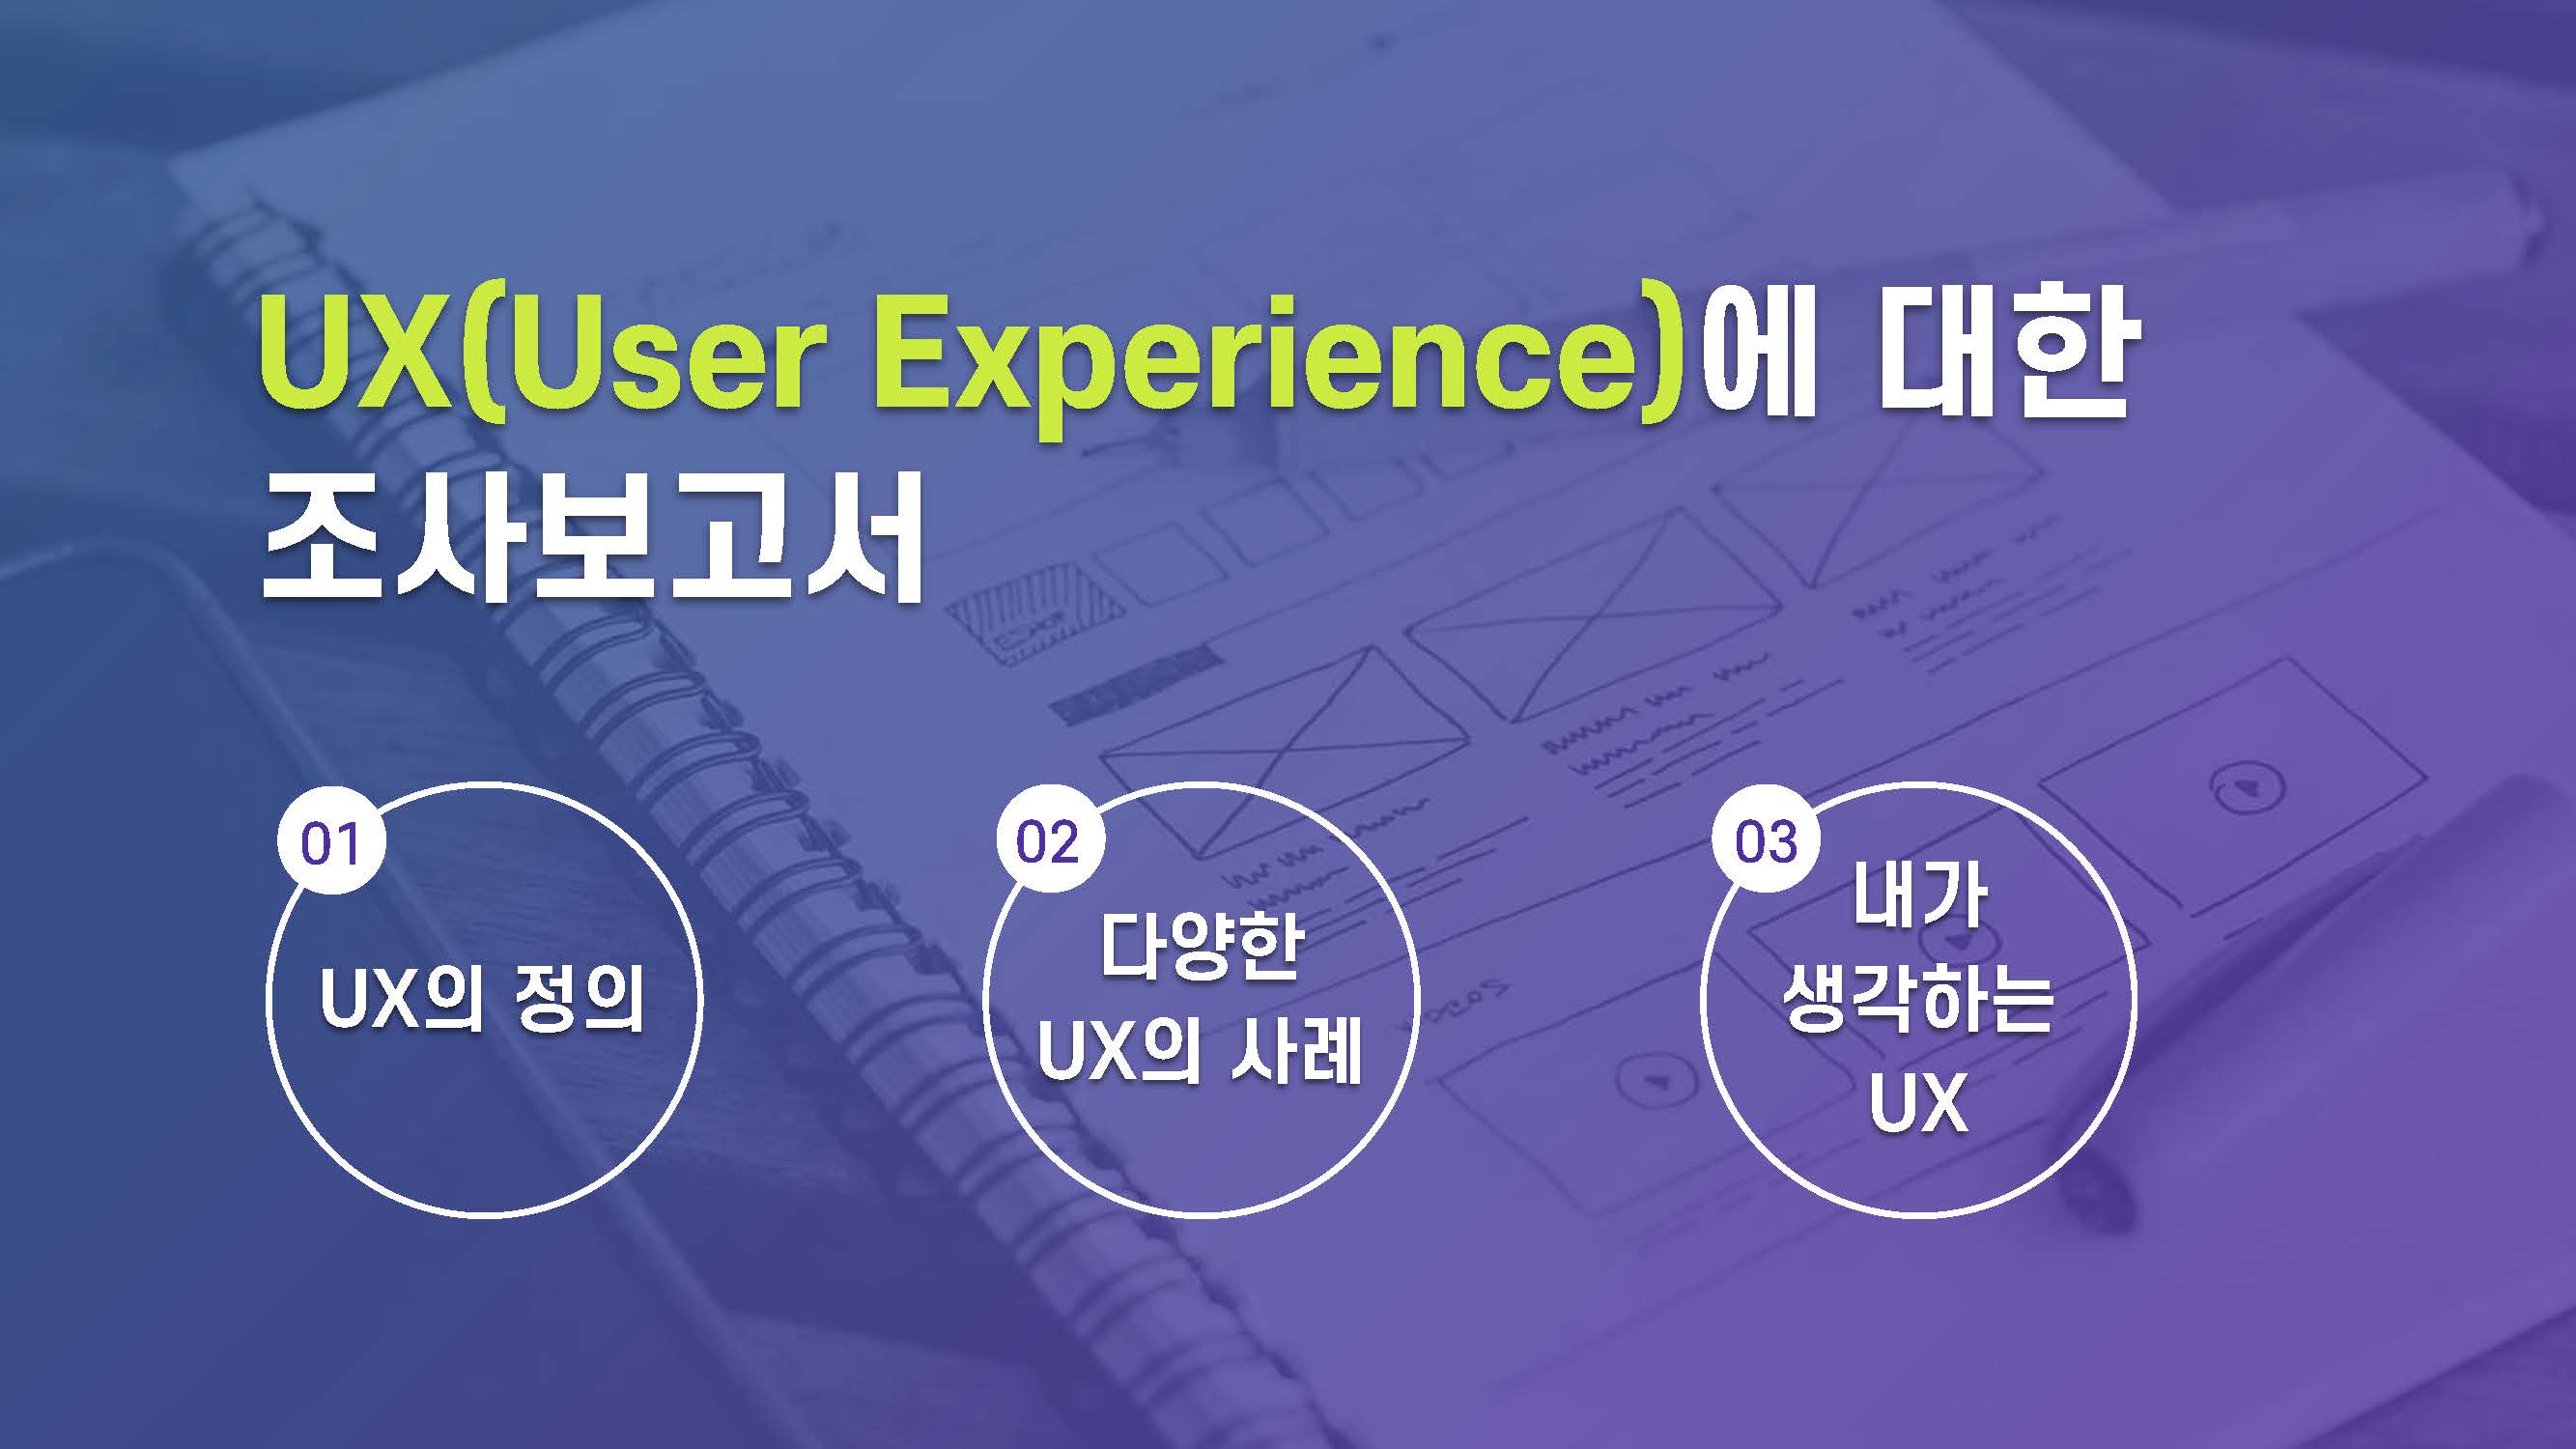 UX(User Experience)에 대한
조사보고서
01
UX의 정의
02
다양한
UX의 사례
03
내가
생각하는
UX